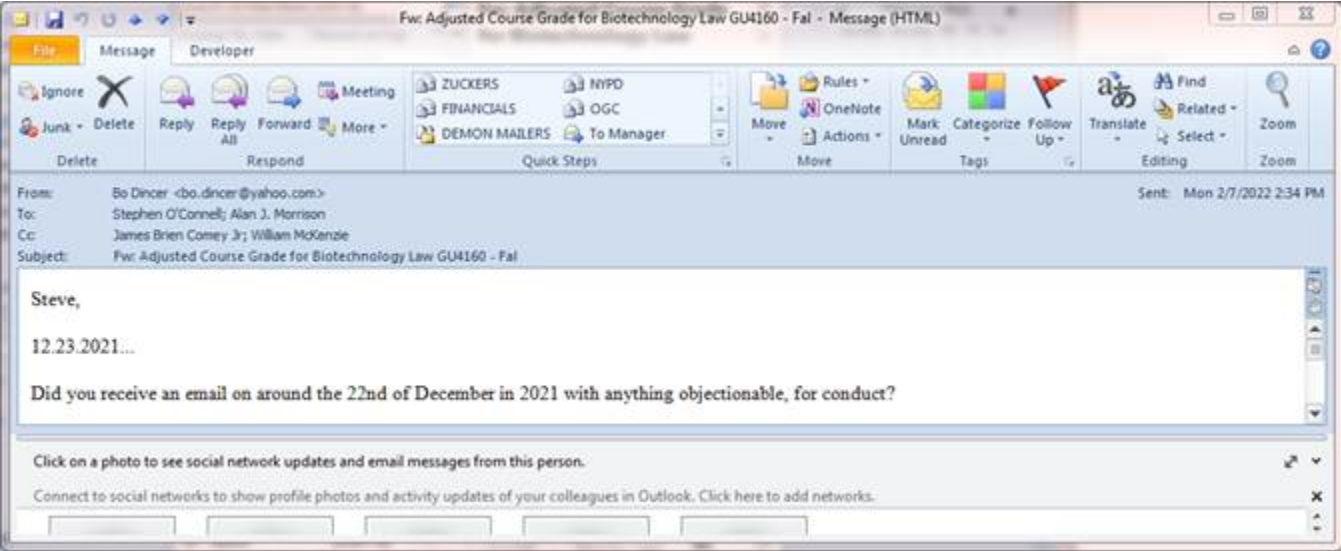 Fw: Adjusted Course Grade for Biotechnology Law GU4160 - Fal - Message (HTML)
File Message Developer
Ignore
Junk
Delete
Reply
Reply All
Forward
Meeting
More
ZUCKERS
NYPD
FINANCIALS
OGC
DEMON MAILERS
To Manager
Move
Rules
OneNote
Actions
Mark Unread
Categorize
Follow Up
Translate
Find
Related
Select
Zoom
Delete Respond Quick Steps Move Tags Editing Zoom
From: Bo Dincer <bo.dincer@yahoo.com> Sent: Mon 2/7/2022 2:34 PM
To: Stephen O'Connell; Alan J. Morrison
Cc: James Brien Comey Jr; William McKenzie
Subject: Fw: Adjusted Course Grade for Biotechnology Law GU4160 - Fal
Steve,
12.23.2021...
Did you receive an email on around the 22nd of December in 2021 with anything objectionable, for conduct?
Click on a photo to see social network updates and email messages from this person.
Connect to social networks to show profile photos and activity updates of your colleagues in Outlook. Click here to add networks.